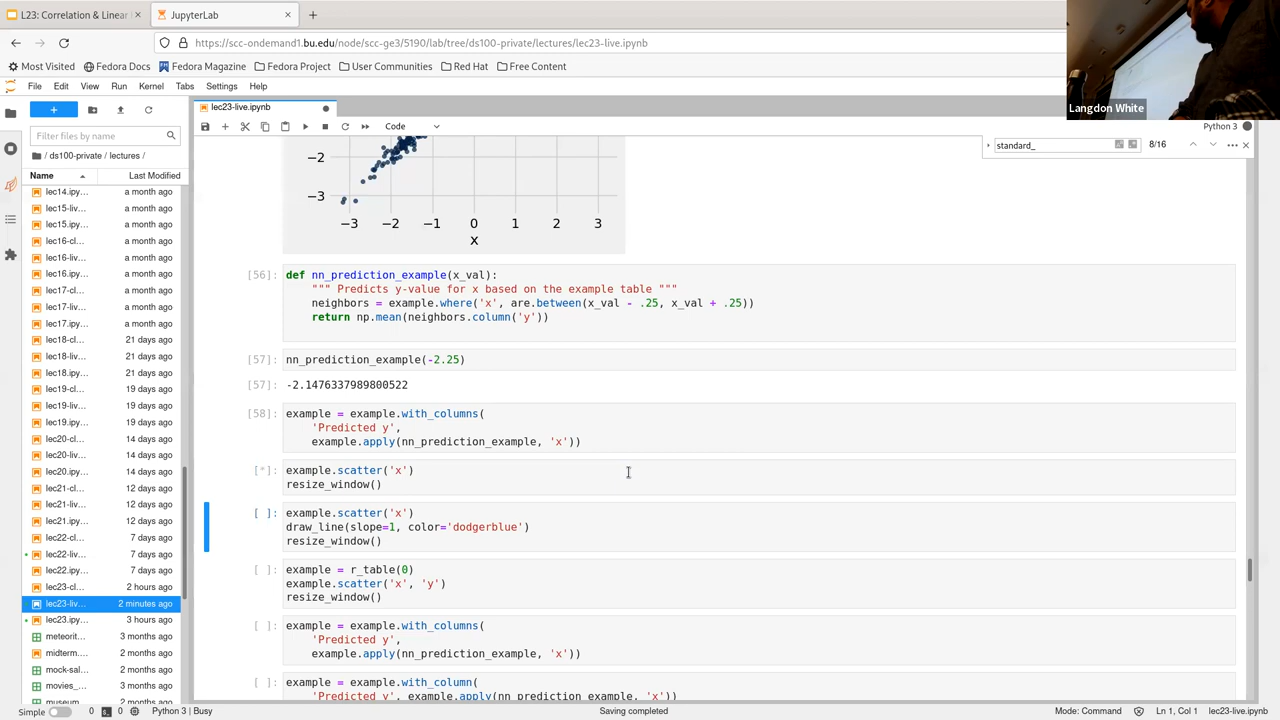 L23: Correlation & Linear
JupyterLab
https://scc-ondemand1.bu.edu/node/scc-ge3/5190/lab/tree/ds100-private/lectures/lec23-live.ipynb
Most Visited
Fedora Docs
Fedora Magazine
Fedora Project
User Communities
Red Hat
Free Content
Langdon White
File Edit View Run Kernel Tabs Settings Help
lec23-live.ipynb
Code
Python 3
Filter files by name
standard_
8/16
/ ds100-private / lectures /
Name Last Modified
lec14.ipy... a month ago
lec15-liv... a month ago
lec15.ipy... a month ago
lec16-cl... a month ago
lec16-liv... a month ago
lec16.ipy... a month ago
lec17-cl... a month ago
lec17-liv... a month ago
lec17.ipy... a month ago
lec18-cl... 21 days ago
lec18-liv... 21 days ago
lec18.ipy... 21 days ago
lec19-cl... 19 days ago
lec19-liv... 19 days ago
lec19.ipy... 19 days ago
lec20-cl... 14 days ago
lec20-liv... 14 days ago
lec20.ipy... 14 days ago
lec21-cl... 12 days ago
lec21-liv... 12 days ago
lec21.ipy... 12 days ago
lec22-cl... 7 days ago
lec22-liv... 7 days ago
lec22.ipy... 7 days ago
lec23-cl... 2 hours ago
lec23-liv... 2 minutes ago
lec23.ipy... 3 hours ago
meteorit... 3 months ago
midterm.... 2 months ago
mock-sal... 2 months ago
movies_... 3 months ago
museum 2 months ago
−2
−3
−3 −2 −1 0 1 2 3
x
[56]: def nn_prediction_example(x_val):
""" Predicts y-value for x based on the example table """
neighbors = example.where('x', are.between(x_val - .25, x_val + .25))
return np.mean(neighbors.column('y'))
[57]: nn_prediction_example(-2.25)
[57]: -2.1476337989800522
[58]: example = example.with_columns(
'Predicted y',
example.apply(nn_prediction_example, 'x'))
[*]: example.scatter('x')
resize_window()
[ ]: example.scatter('x')
draw_line(slope=1, color='dodgerblue')
resize_window()
[ ]: example = r_table(0)
example.scatter('x', 'y')
resize_window()
[ ]: example = example.with_columns(
'Predicted y',
example.apply(nn_prediction_example, 'x'))
[ ]: example = example.with_column(
'Predicted y', example.apply(nn_prediction_example, 'x'))
Simple 0 1 Python 3 | Busy Saving completed Mode: Command Ln 1, Col 1 lec23-live.ipynb